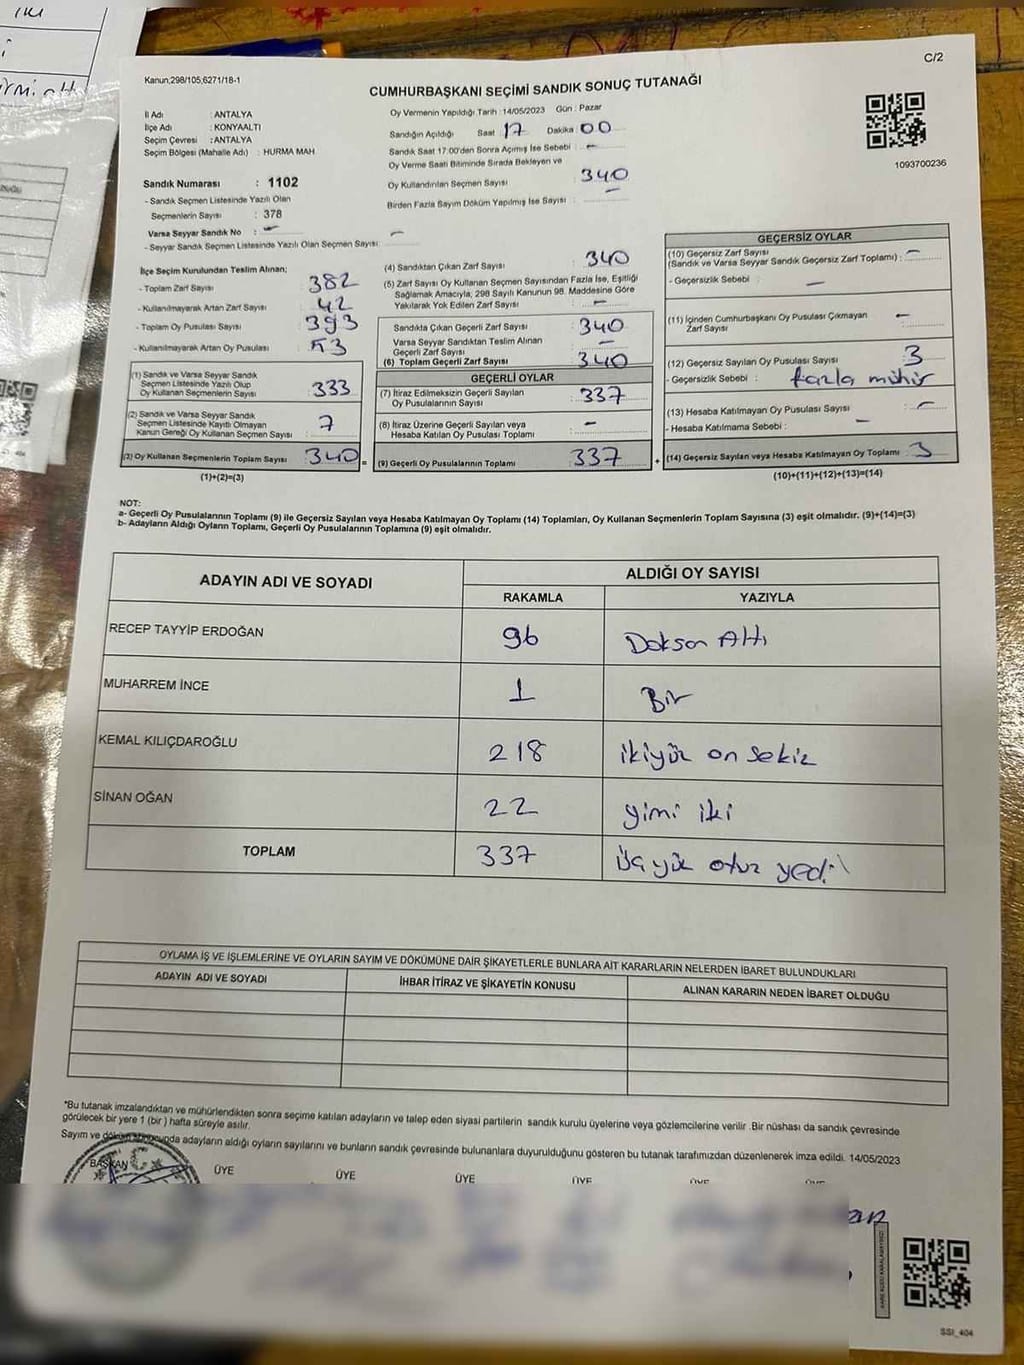 iki
C/2
Kanun,298/105,6271/18-1
CUMHURBAŞKANI SEÇİMİ SANDIK SONUÇ TUTANAĞI
İl Adı : ANTALYA
İlçe Adı : KONYAALTI
Seçim Çevresi : ANTALYA
Seçim Bölgesi (Mahalle Adı) : HURMA MAH.
Sandık Numarası : 1102
- Sandık Seçmen Listesinde Yazılı Olan
Seçmenlerin Sayısı : 378
Varsa Seyyar Sandık No : -
- Seyyar Sandık Seçmen Listesinde Yazılı Olan Seçmen Sayısı: -
Oy Vermenin Yapıldığı Tarih : 14/05/2023 Gün : Pazar
Sandığın Açıldığı Saat 17 Dakika 00
Sandık Saat 17:00'den Sonra Açımış İse Sebebi : -
Oy Verme Saati Bitiminde Sırada Bekleyen ve
Oy Kullandırılan Seçmen Sayısı 340
Birden Fazla Sayım Döküm Yapılmış İse Sayısı : -
1093700236
İlçe Seçim Kurulundan Teslim Alınan;
- Toplam Zarf Sayısı 382
- Kullanılmayarak Artan Zarf Sayısı : 42
- Toplam Oy Pusulası Sayısı 393
- Kullanılmayarak Artan Oy Pusulası : 53
(1) Sandık ve Varsa Seyyar Sandık
Seçmen Listesinde Yazılı Olup
Oy Kullanan Seçmenlerin Sayısı 333
(2) Sandık ve Varsa Seyyar Sandık
Seçmen Listesinde Kayıtlı Olmayan
Kanun Gereği Oy Kullanan Seçmen Sayısı 7
(3) Oy Kullanan Seçmenlerin Toplam Sayısı 340 =
(1)+(2)=(3)
(4) Sandıktan Çıkan Zarf Sayısı 340
(5) Zarf Sayısı Oy Kullanan Seçmen Sayısından Fazla İse, Eşitliği
Sağlamak Amacıyla, 298 Sayılı Kanunun 98. Maddesine Göre
Yakılarak Yok Edilen Zarf Sayısı -
Sandıkta Çıkan Geçerli Zarf Sayısı 340
Varsa Seyyar Sandıktan Teslim Alınan
Geçerli Zarf Sayısı -
(6) Toplam Geçerli Zarf Sayısı 340
GEÇERLİ OYLAR
(7) İtiraz Edilmeksizin Geçerli Sayılan
Oy Pusulalarının Sayısı 337
(8) İtiraz Üzerine Geçerli Sayılan veya
Hesaba Katılan Oy Pusulası Toplamı -
(9) Geçerli Oy Pusulalarının Toplamı 337 +
GEÇERSİZ OYLAR
(10) Geçersiz Zarf Sayısı
(Sandık ve Varsa Seyyar Sandık Geçersiz Zarf Toplamı) : -
- Geçersizlik Sebebi : -
(11) İçinden Cumhurbaşkanı Oy Pusulası Çıkmayan
Zarf Sayısı -
(12) Geçersiz Sayılan Oy Pusulası Sayısı 3
- Geçersizlik Sebebi : fazla mühür
(13) Hesaba Katılmayan Oy Pusulası Sayısı -
- Hesaba Katılmama Sebebi : -
(14) Geçersiz Sayılan veya Hesaba Katılmayan Oy Toplamı 3
(10)+(11)+(12)+(13)=(14)
NOT:
a- Geçerli Oy Pusulalarının Toplamı (9) ile Geçersiz Sayılan veya Hesaba Katılmayan Oy Toplamı (14) Toplamları, Oy Kullanan Seçmenlerin Toplam Sayısına (3) eşit olmalıdır. (9)+(14)=(3)
b- Adayların Aldığı Oyların Toplamı, Geçerli Oy Pusulalarının Toplamına (9) eşit olmalıdır.
ADAYIN ADI VE SOYADI
ALDIĞI OY SAYISI
RAKAMLA YAZIYLA
RECEP TAYYİP ERDOĞAN 96 Doksan Altı
MUHARREM İNCE 1 Bir
KEMAL KILIÇDAROĞLU 218 ikiyüz on sekiz
SİNAN OĞAN 22 yimi iki
TOPLAM 337 üçyüz otuz yedi
OYLAMA İŞ VE İŞLEMLERİNE VE OYLARIN SAYIM VE DÖKÜMÜNE DAİR ŞİKAYETLERLE BUNLARA AİT KARARLARIN NELERDEN İBARET BULUNDUKLARI
ADAYIN ADI VE SOYADI İHBAR İTİRAZ VE ŞİKAYETİN KONUSU ALINAN KARARIN NEDEN İBARET OLDUĞU
*Bu tutanak imzalandıktan ve mühürlendikten sonra seçime katılan adayların ve talep eden siyasi partilerin sandık kurulu üyelerine veya gözlemcilerine verilir .Bir nüshası da sandık çevresinde
görülecek bir yere 1 (bir ) hafta süreyle asılır.
Sayım ve döküm sonucunda adayların aldığı oyların sayılarını ve bunların sandık çevresinde bulunanlara duyurulduğunu gösteren bu tutanak tarafımızdan düzenlenerek imza edildi. 14/05/2023
BAŞKAN ÜYE ÜYE ÜYE ÜYE ÜYE ÜYE
T.C
SSI_404